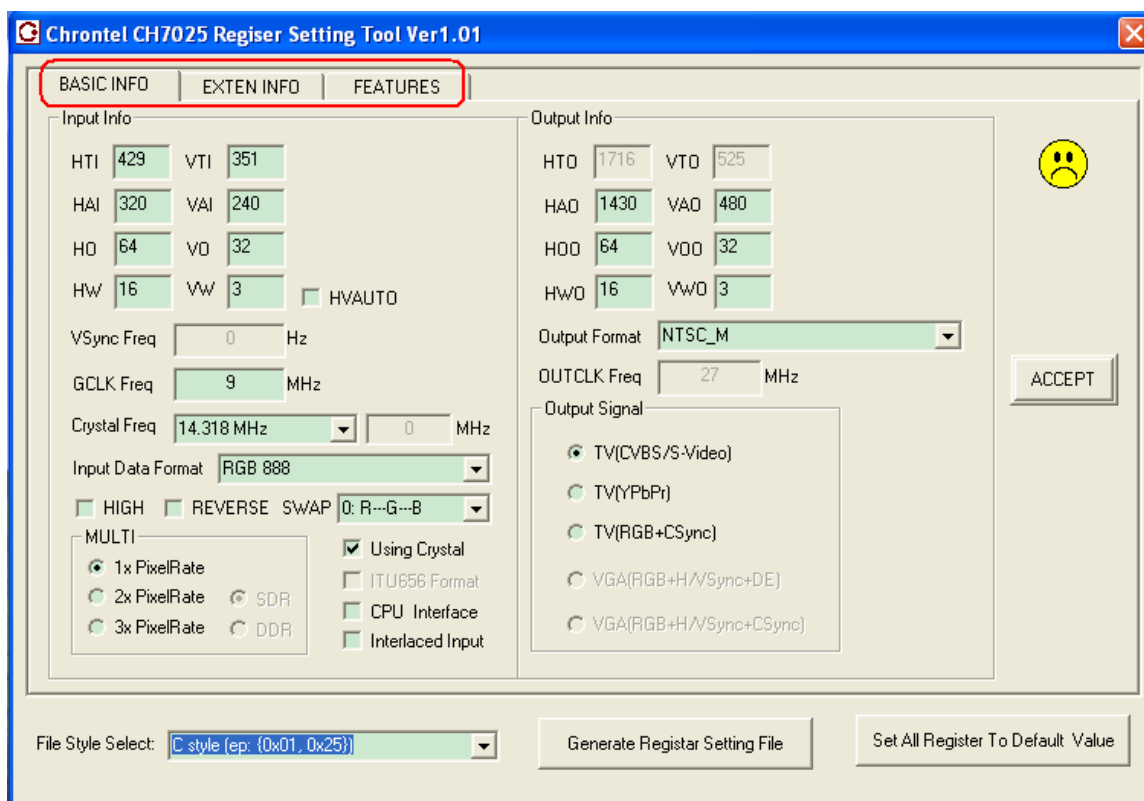 Chrontel CH7025 Regiser Setting Tool Ver1.01
BASIC INFO EXTEN INFO FEATURES
Input Info
HTI 429 VTI 351
HAI 320 VAI 240
HO 64 VO 32
HW 16 VW 3 HVAUTO
VSync Freq 0 Hz
GCLK Freq 9 MHz
Crystal Freq 14.318 MHz 0 MHz
Input Data Format RGB 888
HIGH REVERSE SWAP 0: R---G---B
MULTI
1x PixelRate
2x PixelRate SDR
3x PixelRate DDR
Using Crystal
ITU656 Format
CPU Interface
Interlaced Input
Output Info
HTO 1716 VTO 525
HAO 1430 VAO 480
HOO 64 VOO 32
HWO 16 VWO 3
Output Format NTSC_M
OUTCLK Freq 27 MHz
Output Signal
TV(CVBS/S-Video)
TV(YPbPr)
TV(RGB+CSync)
VGA(RGB+H/VSync+DE)
VGA(RGB+H/VSync+CSync)
ACCEPT
File Style Select: C style (ep: {0x01, 0x25})
Generate Registar Setting File
Set All Register To Default Value